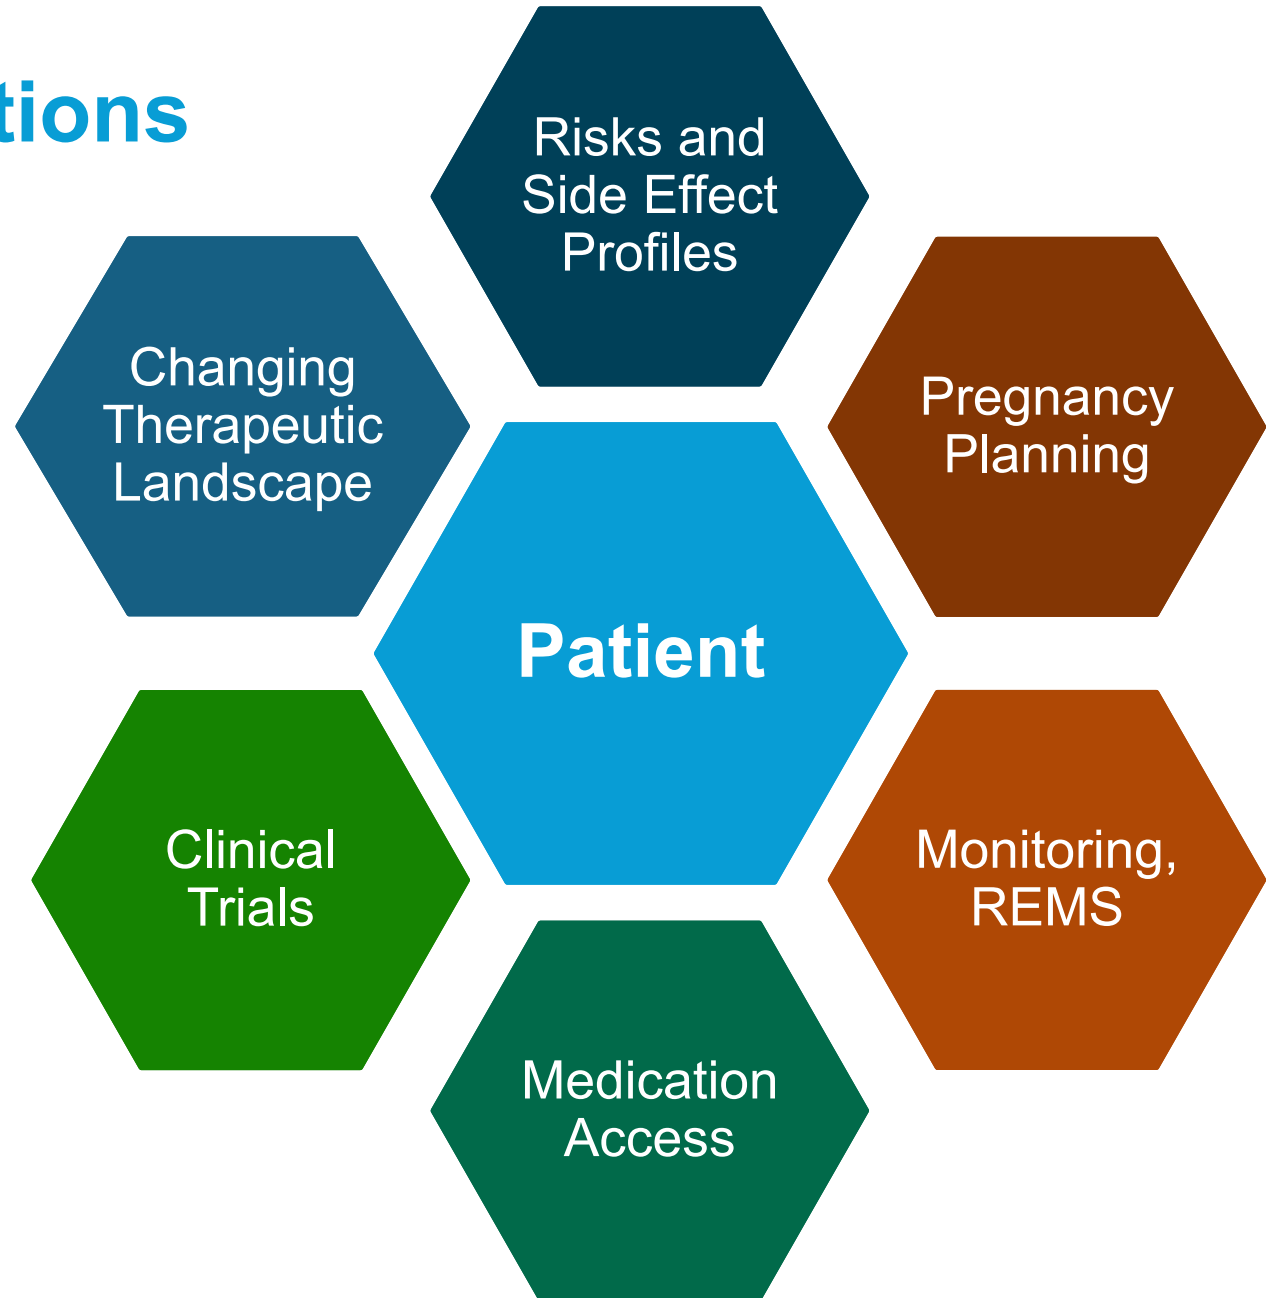 tions
Risks and
Side Effect
Profiles
Changing
Therapeutic
Landscape
Pregnancy
Planning
Patient
Clinical
Trials
Monitoring,
REMS
Medication
Access